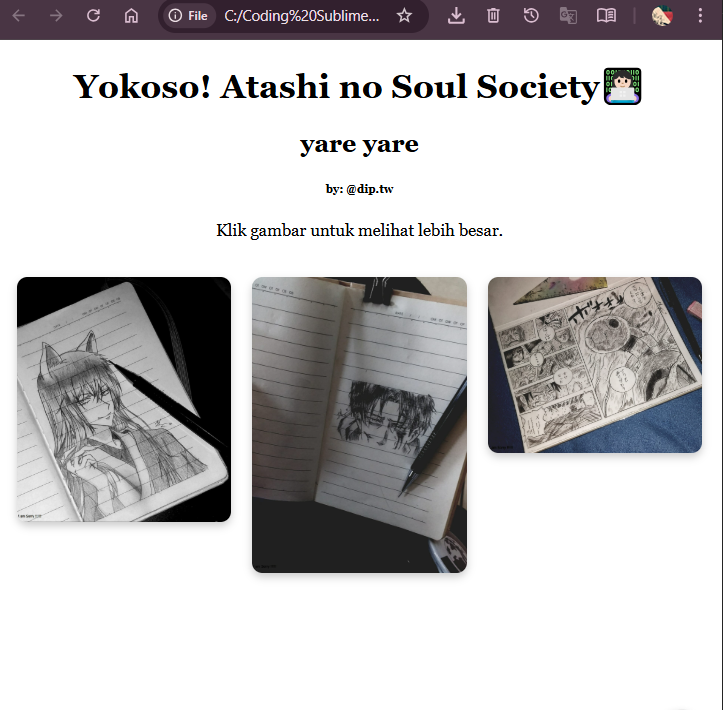 File C:/Coding%20Sublime...
Yokoso! Atashi no Soul Society
yare yare
by: @dip.tw
Klik gambar untuk melihat lebih besar.